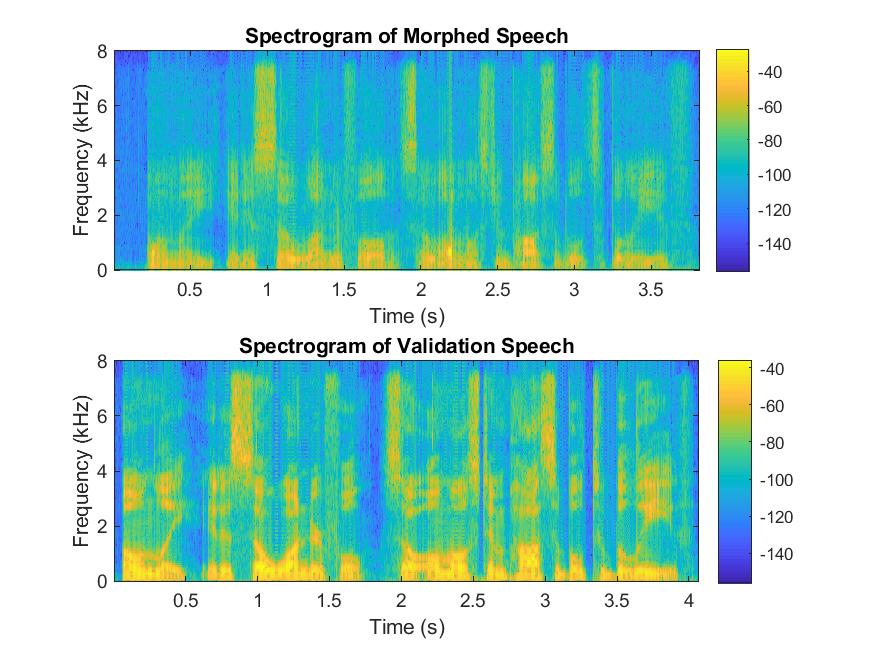 Spectrogram of Morphed Speech
8
6
4
2
0
Frequency (kHz)
0.5 1 1.5 2 2.5 3 3.5
Time (s)
-40
-60
-80
-100
-120
-140
Spectrogram of Validation Speech
8
6
4
2
0
Frequency (kHz)
0.5 1 1.5 2 2.5 3 3.5 4
Time (s)
-40
-60
-80
-100
-120
-140